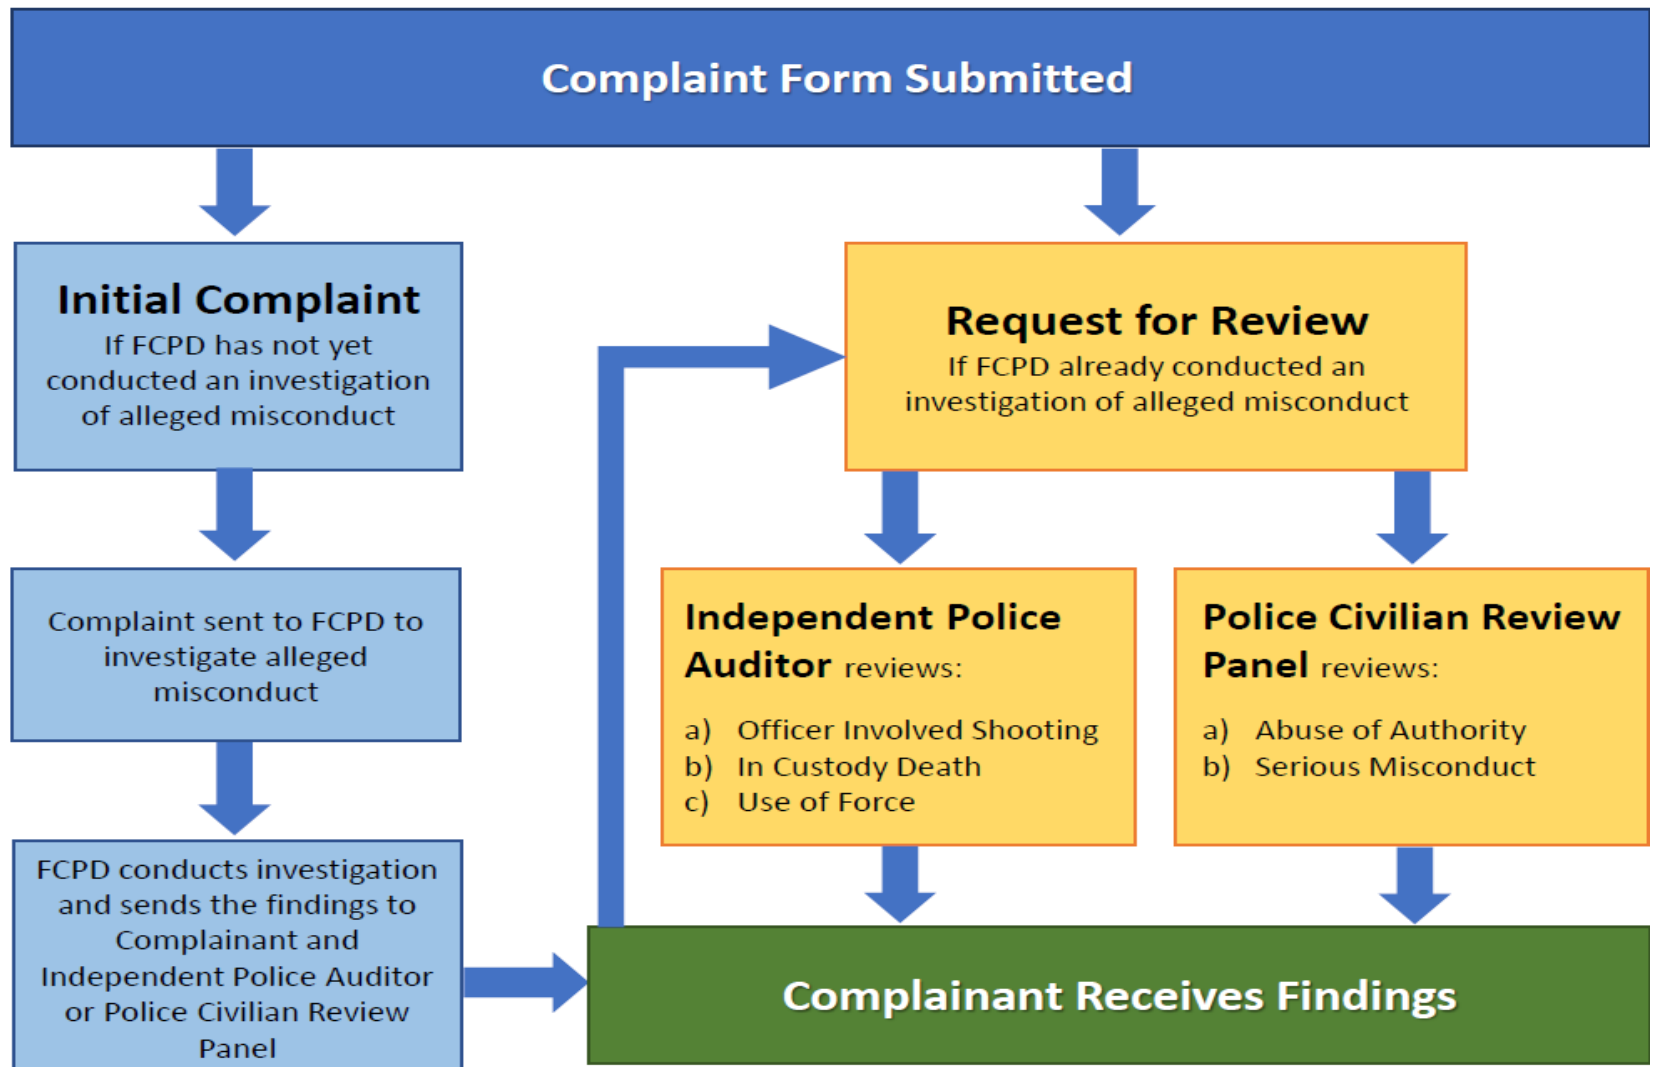 Complaint Form Submitted
Initial Complaint
If FCPD has not yet
conducted an investigation
of alleged misconduct
Request for Review
If FCPD already conducted an
investigation of alleged misconduct
Complaint sent to FCPD to
investigate alleged
misconduct
Independent Police
Auditor reviews:
a) Officer Involved Shooting
b) In Custody Death
c) Use of Force
Police Civilian Review
Panel reviews:
a) Abuse of Authority
b) Serious Misconduct
FCPD conducts investigation
and sends the findings to
Complainant and
Independent Police Auditor
or Police Civilian Review
Panel
Complainant Receives Findings